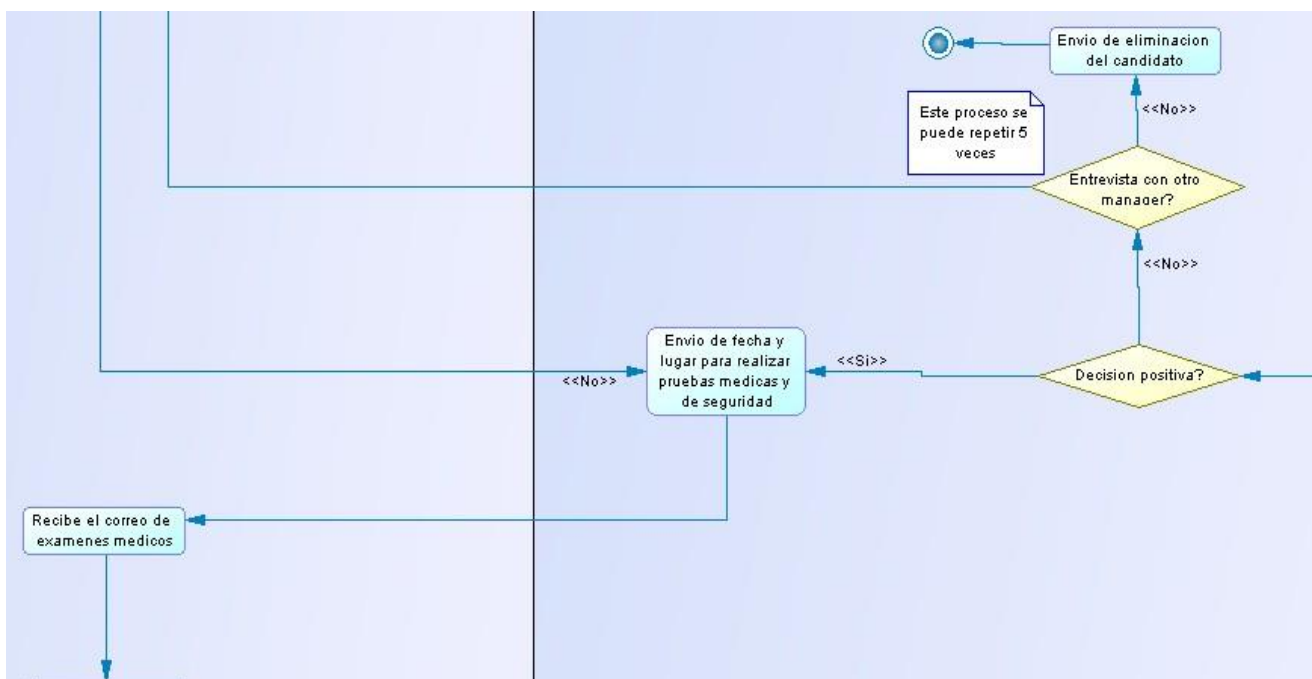 Envio de eliminacion
del candidato
<<No>>
Este proceso se
puede repetir 5
veces
Entrevista con otro
manager?
<<No>>
Envio de fecha y
lugar para realizar
pruebas medicas y
de seguridad
<<Si>>
Decision positiva?
<<No>>
Recibe el correo de
examenes medicos